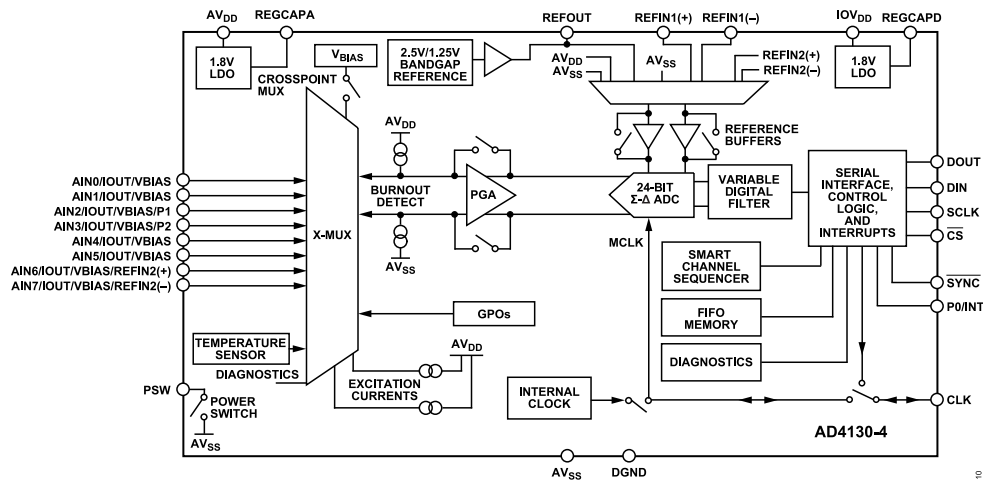 AVDD
REGCAPA
REFOUT
REFIN1(+)
REFIN1(–)
IOVDD
REGCAPD
1.8V
LDO
CROSSPOINT
MUX
VBIAS
2.5V/1.25V
BANDGAP
REFERENCE
AVDD
AVSS
AVSS
REFIN2(+)
REFIN2(–)
1.8V
LDO
AVDD
REFERENCE
BUFFERS
AIN0/IOUT/VBIAS
AIN1/IOUT/VBIAS
AIN2/IOUT/VBIAS/P1
AIN3/IOUT/VBIAS/P2
AIN4/IOUT/VBIAS
AIN5/IOUT/VBIAS
AIN6/IOUT/VBIAS/REFIN2(+)
AIN7/IOUT/VBIAS/REFIN2(–)
X-MUX
BURNOUT
DETECT
AVSS
PGA
24-BIT
Σ-Δ ADC
VARIABLE
DIGITAL
FILTER
SERIAL
INTERFACE,
CONTROL
LOGIC,
AND
INTERRUPTS
DOUT
DIN
SCLK
CS
SYNC
P0/INT
MCLK
SMART
CHANNEL
SEQUENCER
GPOs
FIFO
MEMORY
DIAGNOSTICS
TEMPERATURE
SENSOR
DIAGNOSTICS
AVDD
EXCITATION
CURRENTS
PSW
POWER
SWITCH
AVSS
INTERNAL
CLOCK
CLK
AD4130-4
AVSS
DGND
10